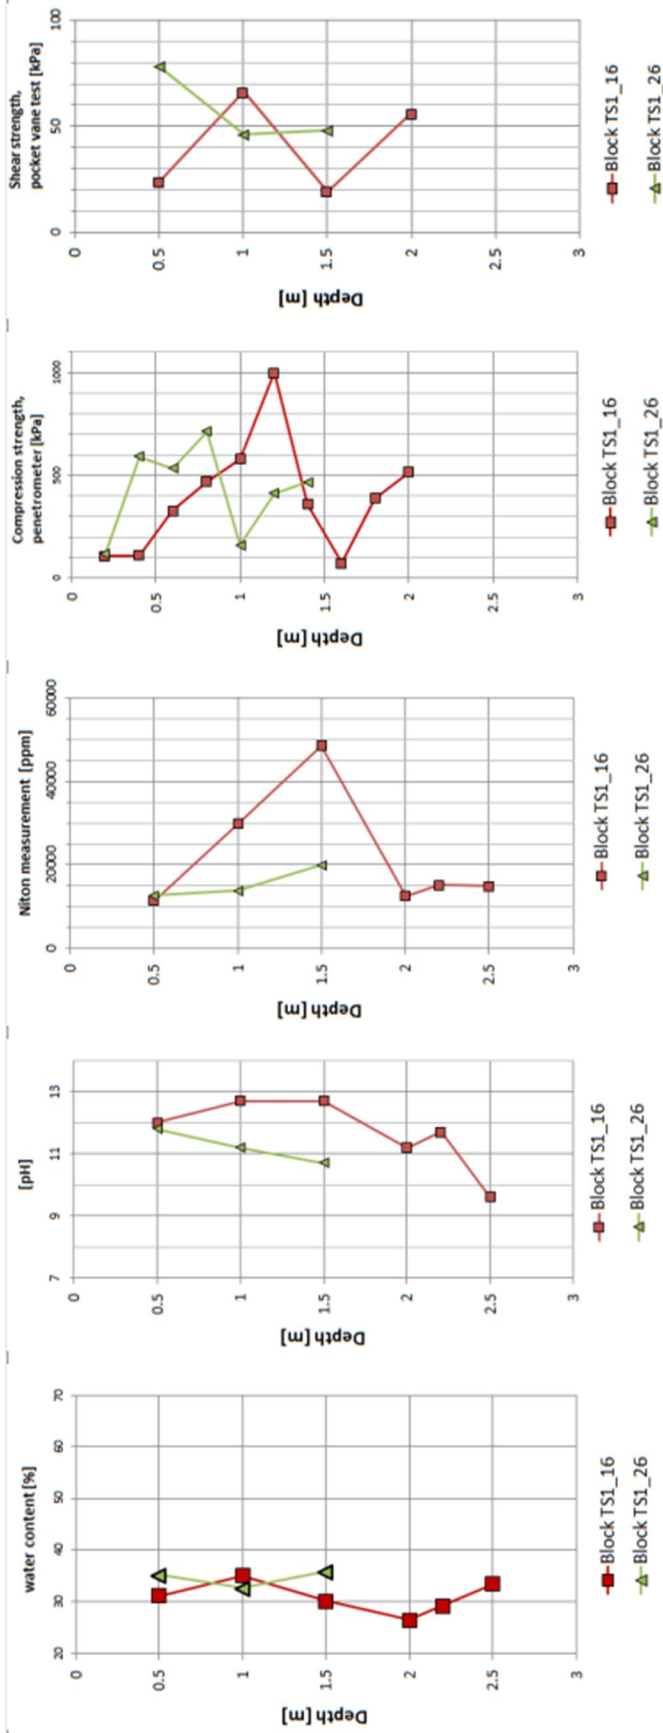 water content [%]
20 30 40 50 60 70
0
0.5
1
1.5
2
2.5
3
Depth [m]
Block TS1_16
Block TS1_26
[pH]
7 9 11 13
0
0.5
1
1.5
2
2.5
3
Depth [m]
Block TS1_16
Block TS1_26
Niton measurement [ppm]
0 20000 40000 60000
0
0.5
1
1.5
2
2.5
3
Depth [m]
Block TS1_16
Block TS1_26
Compression strength,
penetrometer [kPa]
0 500 1000
0
0.5
1
1.5
2
2.5
3
Depth [m]
Block TS1_16
Block TS1_26
Shear strength,
pocket vane test [kPa]
0 50 100
0
0.5
1
1.5
2
2.5
3
Depth [m]
Block TS1_16
Block TS1_26